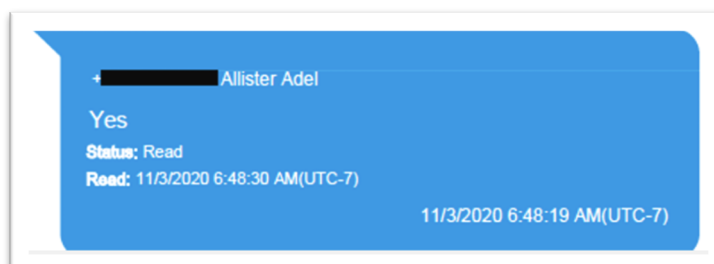 + Allister Adel
Yes
Status: Read
Read: 11/3/2020 6:48:30 AM(UTC-7)
11/3/2020 6:48:19 AM(UTC-7)